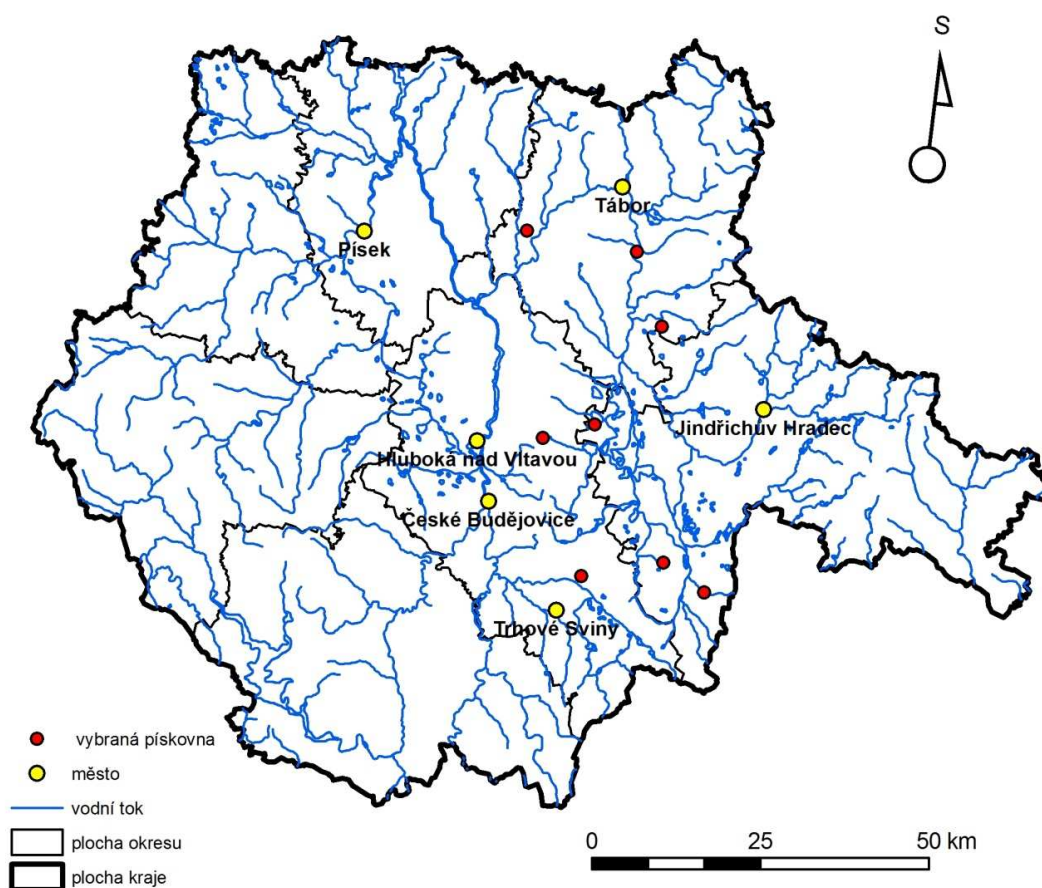 S
Tábor
Písek
Jindřichův Hradec
Hluboká nad Vltavou
České Budějovice
Trhové Sviny
vybraná pískovna
město
vodní tok
plocha okresu
plocha kraje
0 25 50 km